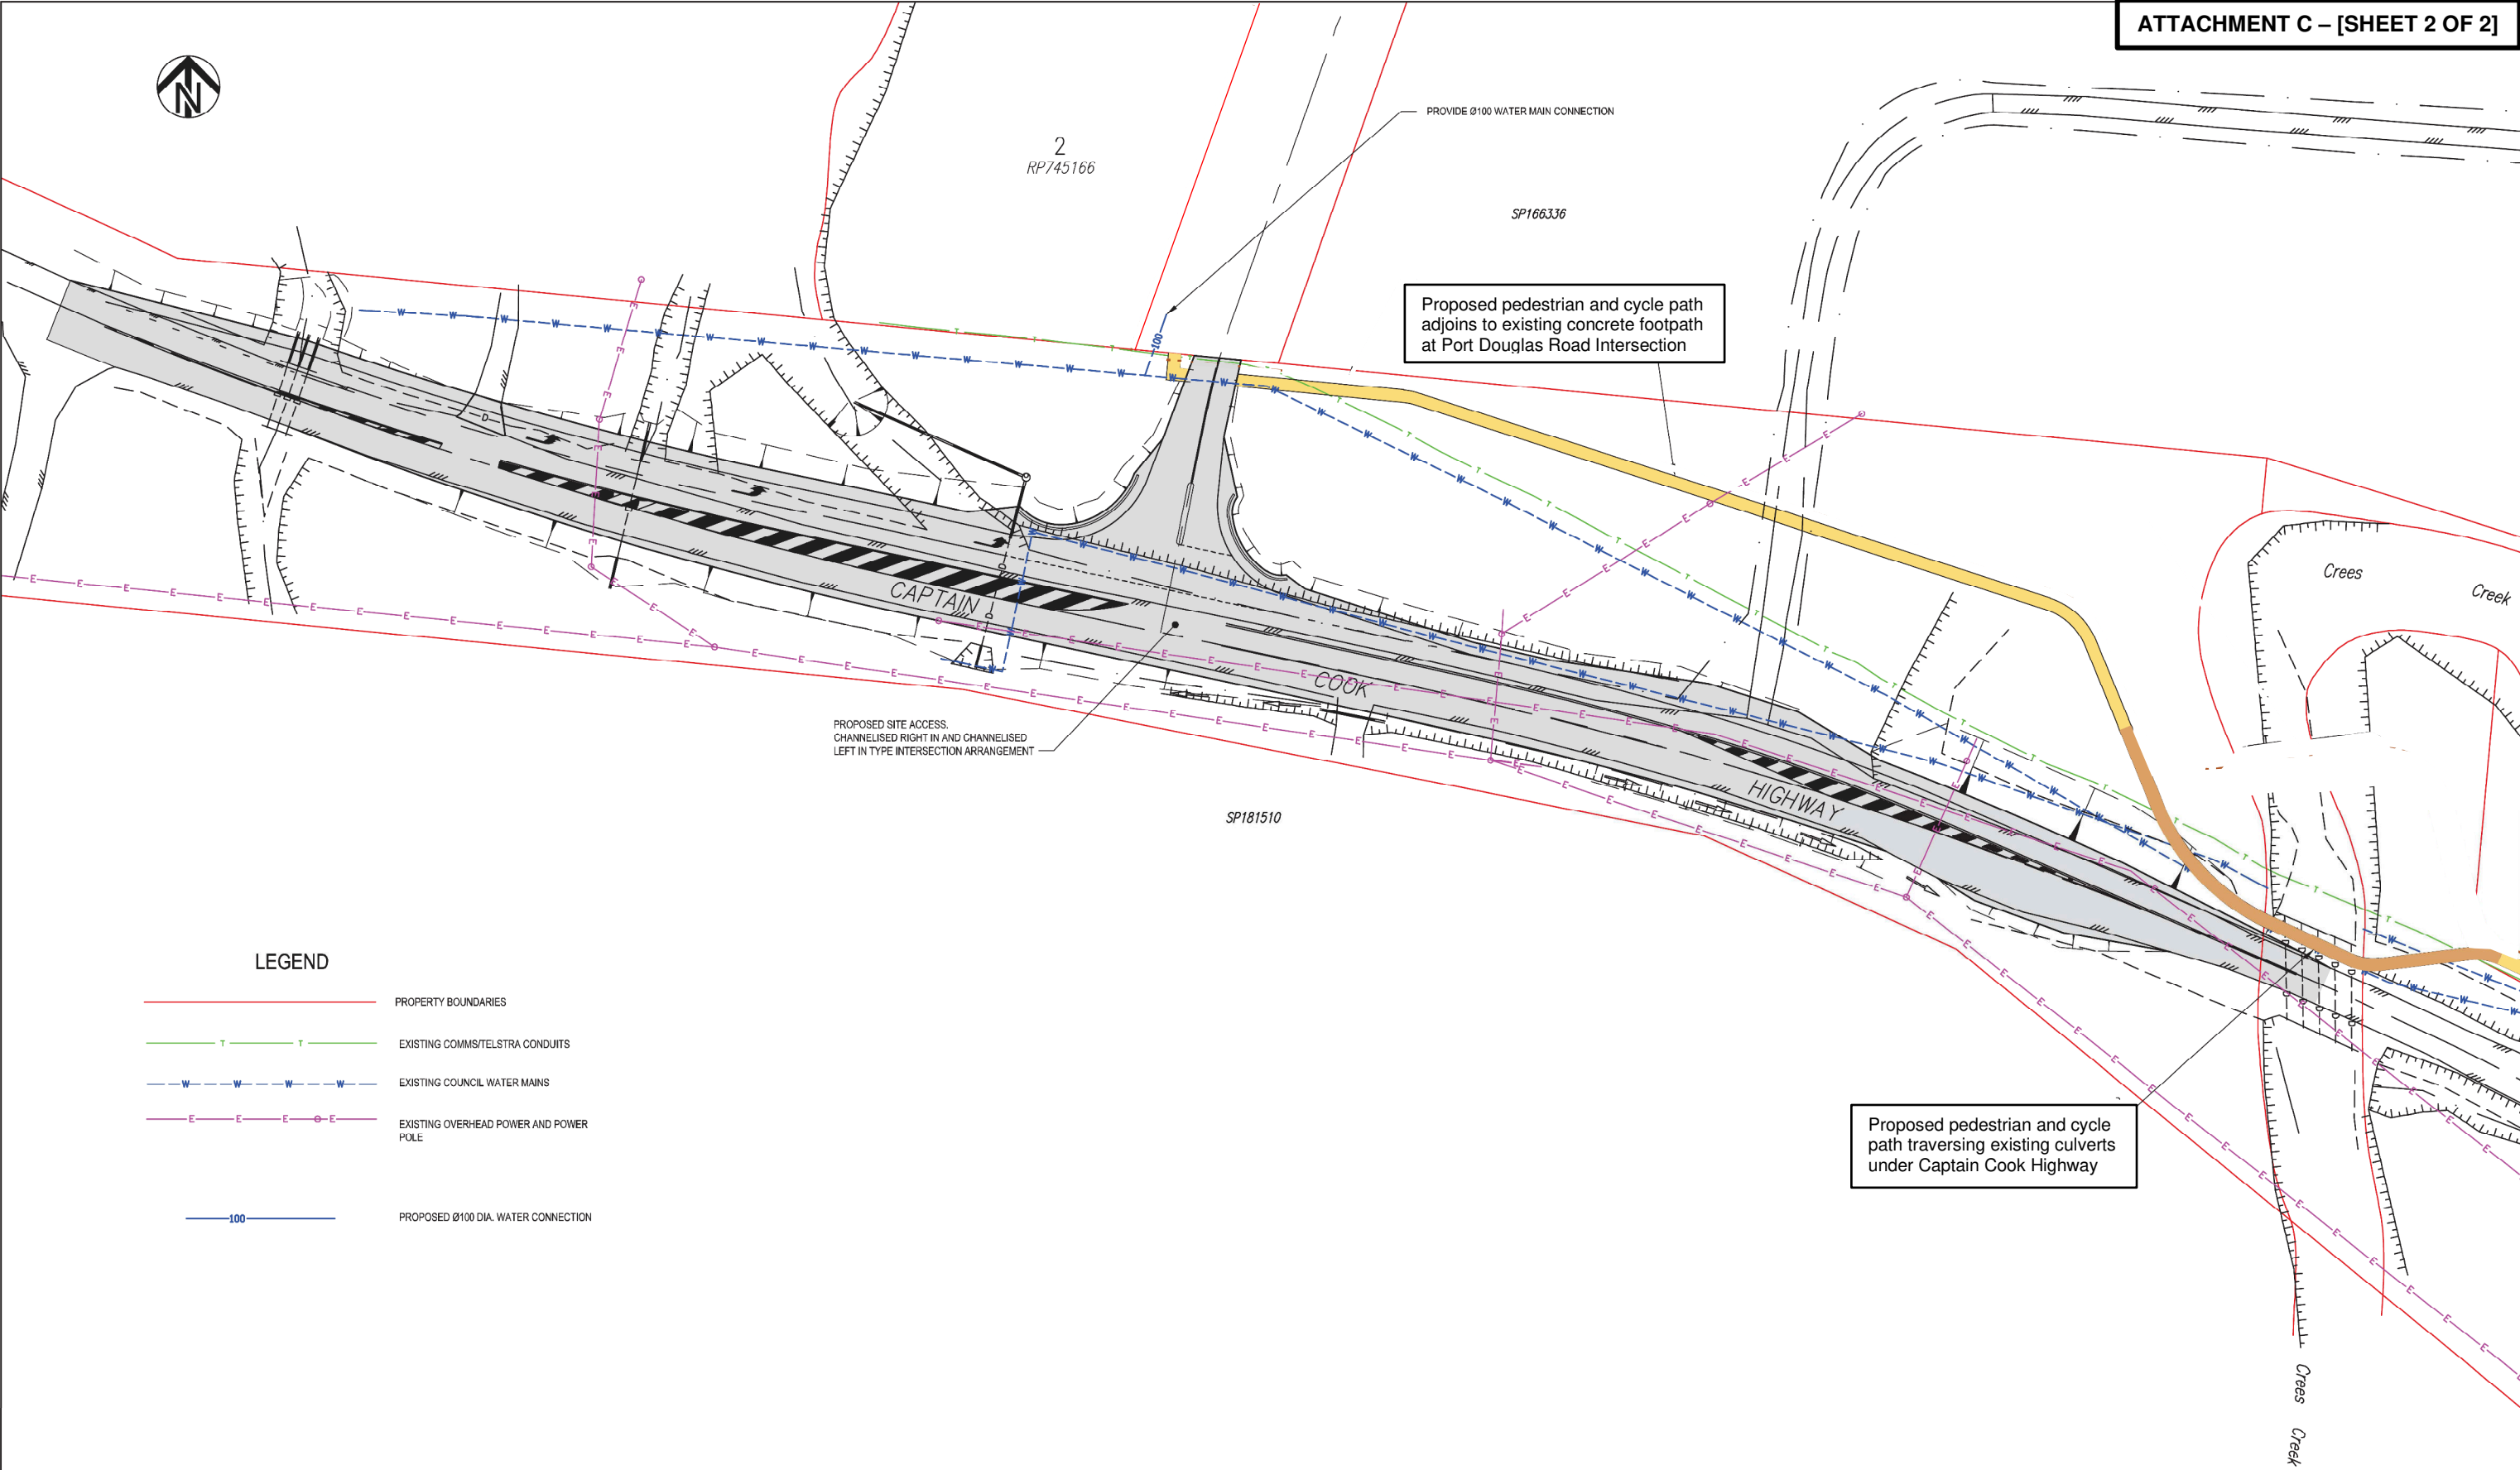 ATTACHMENT C – [SHEET 2 OF 2]
N
PROVIDE Ø100 WATER MAIN CONNECTION
2
RP745166
SP166336
Proposed pedestrian and cycle path
adjoins to existing concrete footpath
at Port Douglas Road Intersection
100
Crees
Creek
CAPTAIN
COOK
HIGHWAY
PROPOSED SITE ACCESS.
CHANNELISED RIGHT IN AND CHANNELISED
LEFT IN TYPE INTERSECTION ARRANGEMENT
SP181510
LEGEND
PROPERTY BOUNDARIES
T T
EXISTING COMMS/TELSTRA CONDUITS
W W W W
EXISTING COUNCIL WATER MAINS
E E E E
EXISTING OVERHEAD POWER AND POWER
POLE
100
PROPOSED Ø100 DIA. WATER CONNECTION
Proposed pedestrian and cycle
path traversing existing culverts
under Captain Cook Highway
Crees
Creek